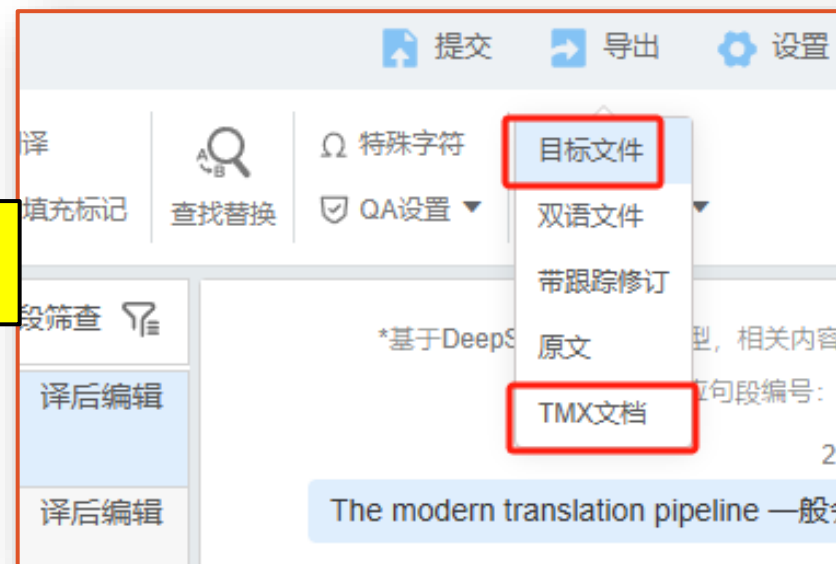 提交 导出 设置
译 Ω 特殊字符 目标文件
填充标记 查找替换 QA设置 双语文件
带跟踪修订
段筛查
*基于DeepS 原文 型，相关内容
译后编辑 句段编号：
TMX文档
2
译后编辑 The modern translation pipeline 一般